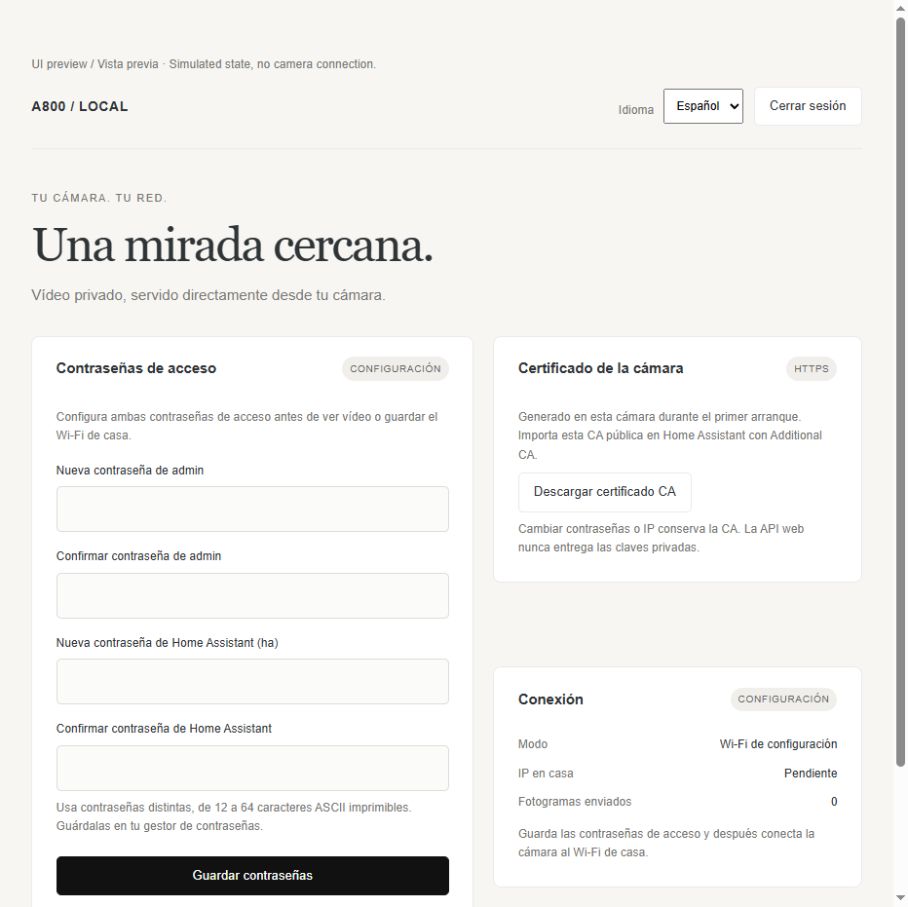 UI preview / Vista previa · Simulated state, no camera connection.
A800 / LOCAL
Idioma
Español
Cerrar sesión
TU CÁMARA. TU RED.
Una mirada cercana.
Vídeo privado, servido directamente desde tu cámara.
Contraseñas de acceso
CONFIGURACIÓN
Configura ambas contraseñas de acceso antes de ver vídeo o guardar el
Wi-Fi de casa.
Nueva contraseña de admin
Confirmar contraseña de admin
Nueva contraseña de Home Assistant (ha)
Confirmar contraseña de Home Assistant
Usa contraseñas distintas, de 12 a 64 caracteres ASCII imprimibles.
Guárdalas en tu gestor de contraseñas.
Guardar contraseñas
Certificado de la cámara
HTTPS
Generado en esta cámara durante el primer arranque.
Importa esta CA pública en Home Assistant con Additional
CA.
Descargar certificado CA
Cambiar contraseñas o IP conserva la CA. La API web
nunca entrega las claves privadas.
Conexión
CONFIGURACIÓN
Modo
Wi-Fi de configuración
IP en casa
Pendiente
Fotogramas enviados
0
Guarda las contraseñas de acceso y después conecta la
cámara al Wi-Fi de casa.